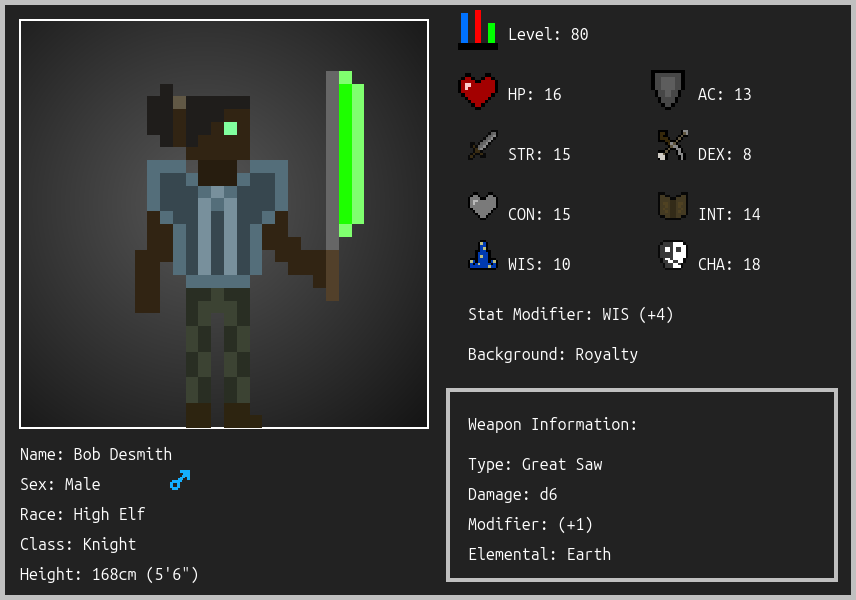 Level: 80
HP: 16
AC: 13
STR: 15
DEX: 8
CON: 15
INT: 14
WIS: 10
CHA: 18
Stat Modifier: WIS (+4)
Background: Royalty
Weapon Information:
Type: Great Saw
Damage: d6
Modifier: (+1)
Elemental: Earth
Name: Bob Desmith
Sex: Male
Race: High Elf
Class: Knight
Height: 168cm (5'6")